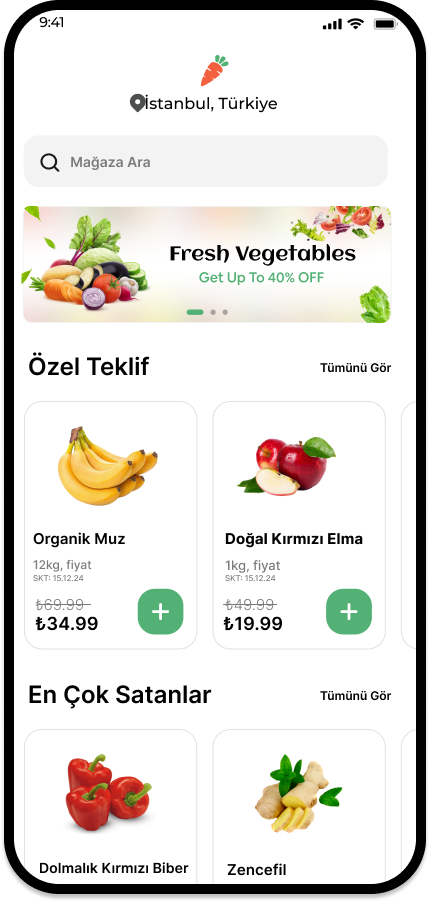 9:41
İstanbul, Türkiye
Mağaza Ara
Fresh Vegetables
Get Up To 40% OFF
Özel Teklif
Tümünü Gör
Organik Muz
12kg, fiyat
SKT: 15.12.24
₺69.99
₺34.99
Doğal Kırmızı Elma
1kg, fiyat
SKT: 15.12.24
₺49.99
₺19.99
En Çok Satanlar
Tümünü Gör
Dolmalık Kırmızı Biber
Zencefil